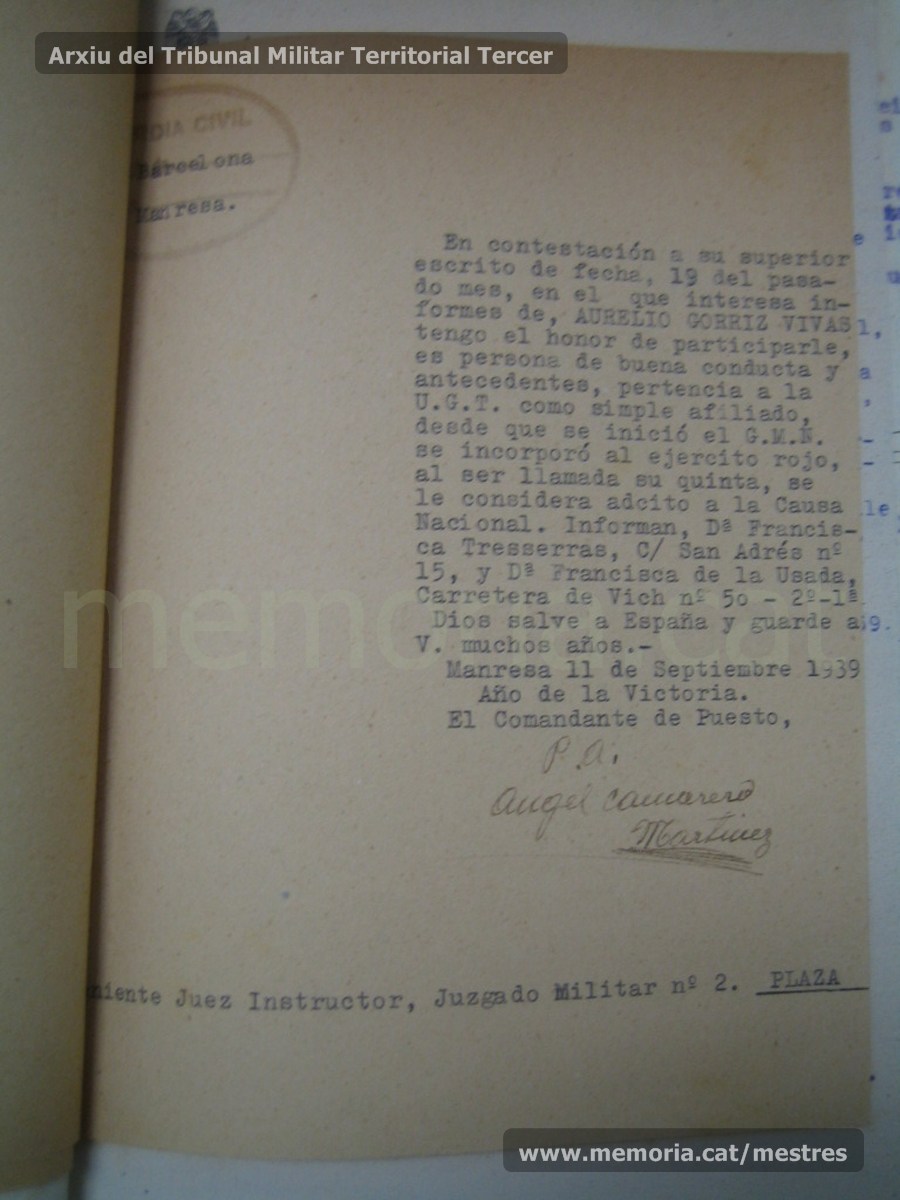 Arxiu del Tribunal Militar Territorial Tercer
DIA CIVIL
Barcelona
Manresa.
En contestación a su superior
escrito de fecha, 19 del pasa-
do mes, en el que interesa in-
formes de, AURELIO GORRIZ VIVAS
tengo el honor de participarle,
es persona de buena conducta y
antecedentes, pertencia a la
U.G.T. como simple afiliado,
desde que se inició el G.M.N.
se incorporó al ejercito rojo,
al ser llamada su quinta, se
le considera adcito a la Causa
Nacional. Informan, Dª Francis-
ca Tresserras, C/ San Adrés nº
15, y Dª Francisca de la Usada,
Carretera de Vich nº 5o - 2º-1ª
Dios salve a España y guarde a
V. muchos años.-
Manresa 11 de Septiembre 1939
Año de la Victoria.
El Comandante de Puesto,
P.A.
Angel Camarero
Martinez
niente Juez Instructor, Juzgado Militar nº 2. PLAZA
memoria.cat
www.memoria.cat/mestres